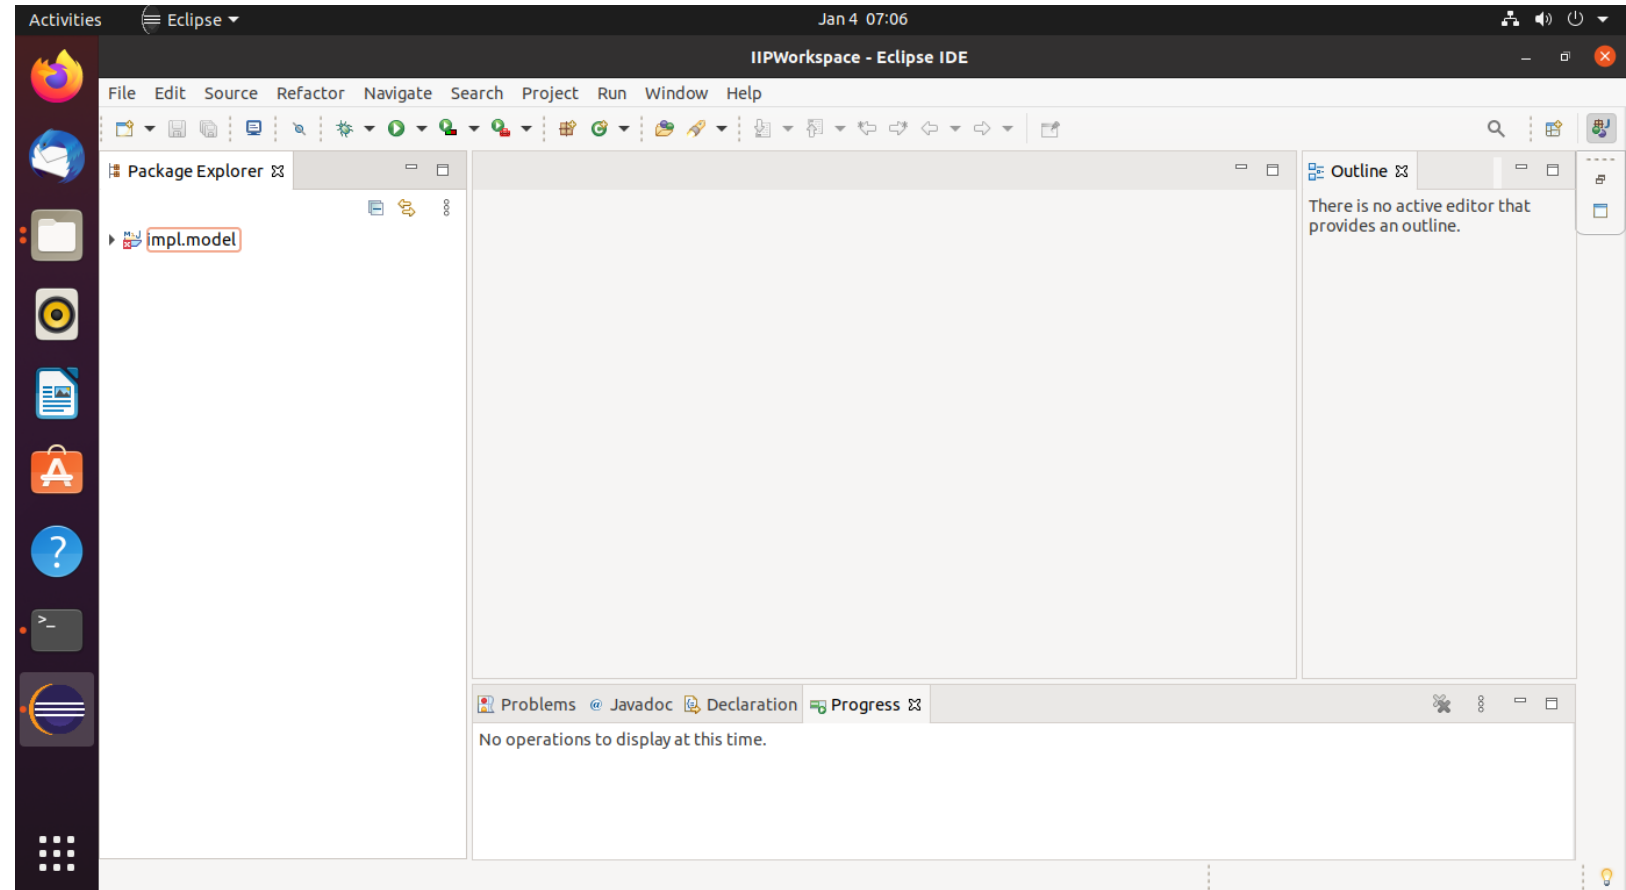 Activities Eclipse Jan 4 07:06
IIPWorkspace - Eclipse IDE
File Edit Source Refactor Navigate Search Project Run Window Help
Package Explorer
impl.model
Outline
There is no active editor that
provides an outline.
Problems @ Javadoc Declaration Progress
No operations to display at this time.